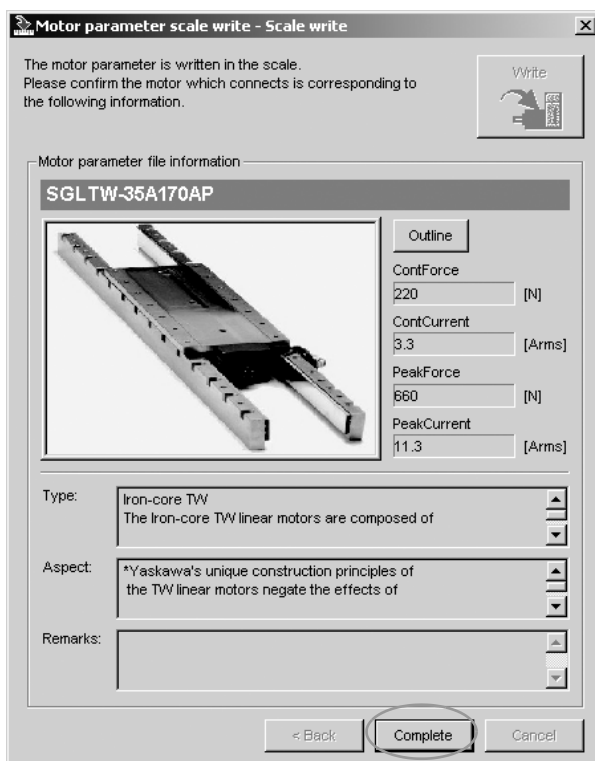 Motor parameter scale write - Scale write
The motor parameter is written in the scale.
Please confirm the motor which connects is corresponding to
the following information.
Write
Motor parameter file information
SGLTW-35A170AP
Outline
ContForce
220 [N]
ContCurrent
3.3 [Arms]
PeakForce
660 [N]
PeakCurrent
11.3 [Arms]
Type:
Iron-core TW
The Iron-core TW linear motors are composed of
Aspect:
*Yaskawa's unique construction principles of
the TW linear motors negate the effects of
Remarks:
< Back Complete Cancel